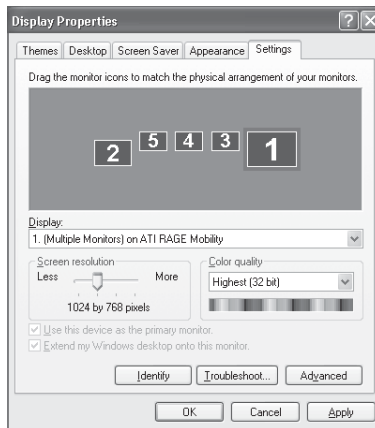 Display Properties
Themes Desktop Screen Saver Appearance Settings
Drag the monitor icons to match the physical arrangement of your monitors.
2 5 4 3 1
Display:
1. (Multiple Monitors) on ATI RAGE Mobility
Screen resolution
Less More
1024 by 768 pixels
Color quality
Highest (32 bit)
Use this device as the primary monitor.
Extend my Windows desktop onto this monitor.
Identify Troubleshoot... Advanced
OK Cancel Apply